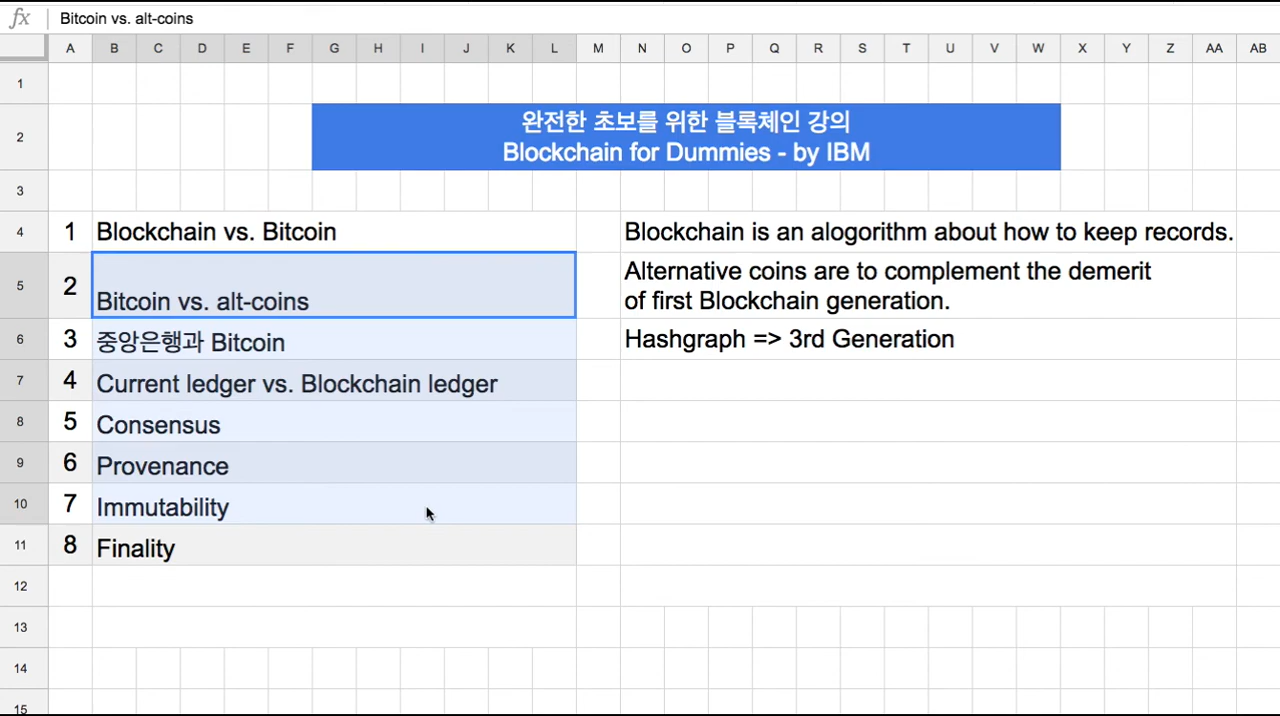 fx Bitcoin vs. alt-coins
A B C D E F G H I J K L M N O P Q R S T U V W X Y Z AA AB
1
2 완전한 초보를 위한 블록체인 강의
Blockchain for Dummies - by IBM
3
4 1 Blockchain vs. Bitcoin Blockchain is an alogorithm about how to keep records.
5 2 Bitcoin vs. alt-coins Alternative coins are to complement the demerit
of first Blockchain generation.
6 3 중앙은행과 Bitcoin Hashgraph => 3rd Generation
7 4 Current ledger vs. Blockchain ledger
8 5 Consensus
9 6 Provenance
10 7 Immutability
11 8 Finality
12
13
14
15